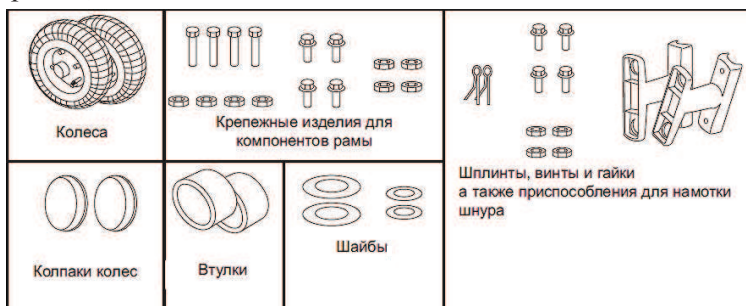 Колеса
Крепежные изделия для
компонентов рамы
Шплинты, винты и гайки
а также приспособления для намотки
шнура
Колпаки колес
Втулки
Шайбы